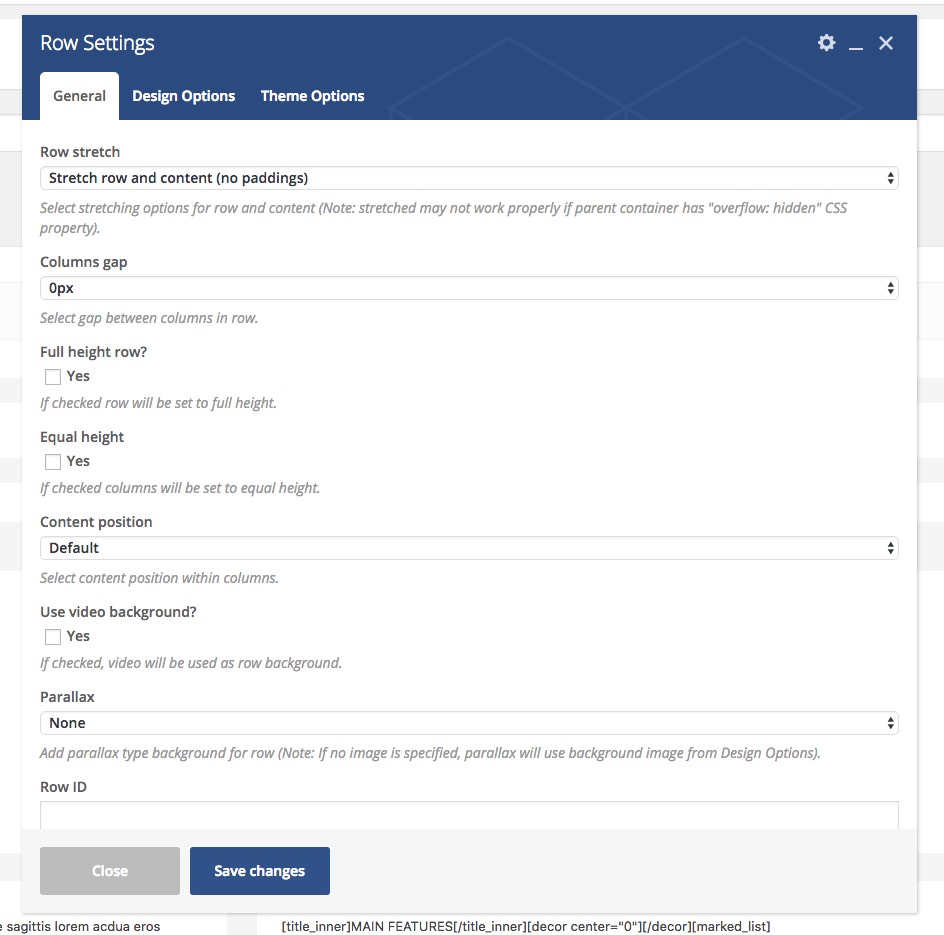 Row Settings
General Design Options Theme Options
Row stretch
Stretch row and content (no paddings)
Select stretching options for row and content (Note: stretched may not work properly if parent container has "overflow: hidden" CSS
property).
Columns gap
0px
Select gap between columns in row.
Full height row?
Yes
If checked row will be set to full height.
Equal height
Yes
If checked columns will be set to equal height.
Content position
Default
Select content position within columns.
Use video background?
Yes
If checked, video will be used as row background.
Parallax
None
Add parallax type background for row (Note: If no image is specified, parallax will use background image from Design Options).
Row ID
Close Save changes
e sagittis lorem acdua eros [title_inner]MAIN FEATURES[/title_inner][decor center="0"][/decor][marked_list]